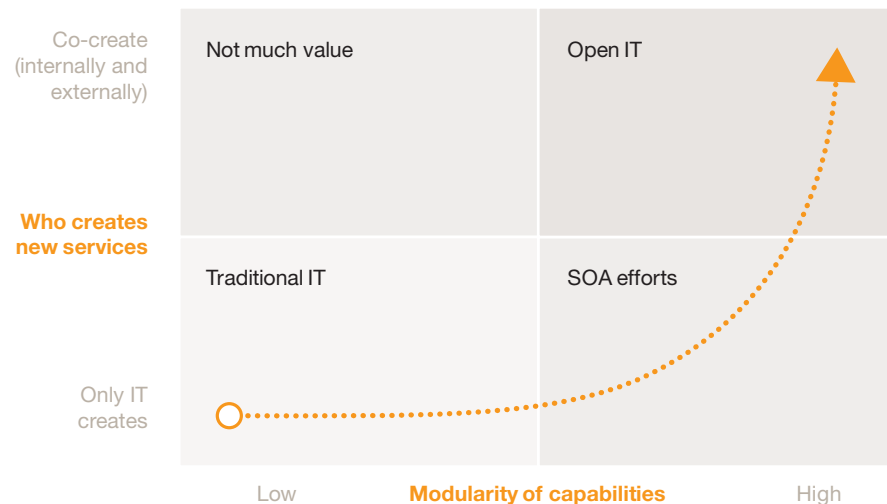 Co-create
(internally and
externally)
Not much value
Open IT
Who creates
new services
Traditional IT
SOA efforts
Only IT
creates
Low
Modularity of capabilities
High